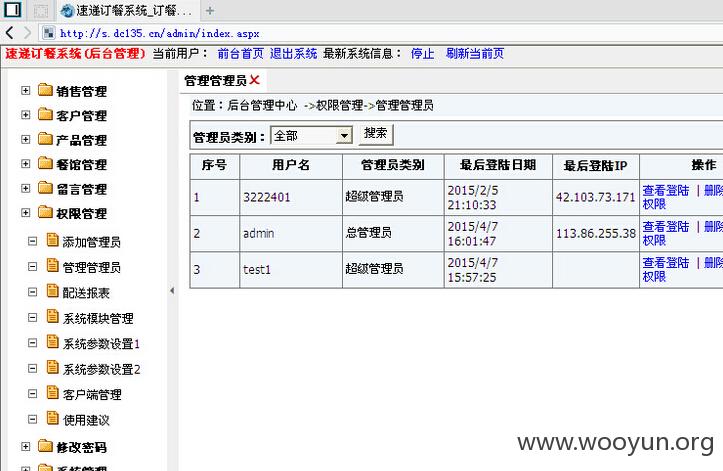 速递订餐系统_订餐...
http://s.dc135.cn/admin/index.aspx
速递订餐系统(后台管理) 当前用户： 前台首页 退出系统 最新系统信息： 停止 刷新当前页
销售管理
客户管理
产品管理
餐馆管理
留言管理
权限管理
添加管理员
管理管理员
配送报表
系统模块管理
系统参数设置1
系统参数设置2
客户端管理
使用建议
修改密码
系统管理
管理管理员
位置：后台管理中心 ->权限管理->管理管理员
管理员类别： 全部 搜索
序号 用户名 管理员类别 最后登陆日期 最后登陆IP 操作
1 3222401 超级管理员 2015/2/5 21:10:33 42.103.73.171 查看登陆 | 删除 权限
2 admin 总管理员 2015/4/7 16:01:47 113.86.255.38 查看登陆 | 删除 权限
3 test1 超级管理员 2015/4/7 15:57:25 查看登陆 | 删除 权限
www.wooyun.org